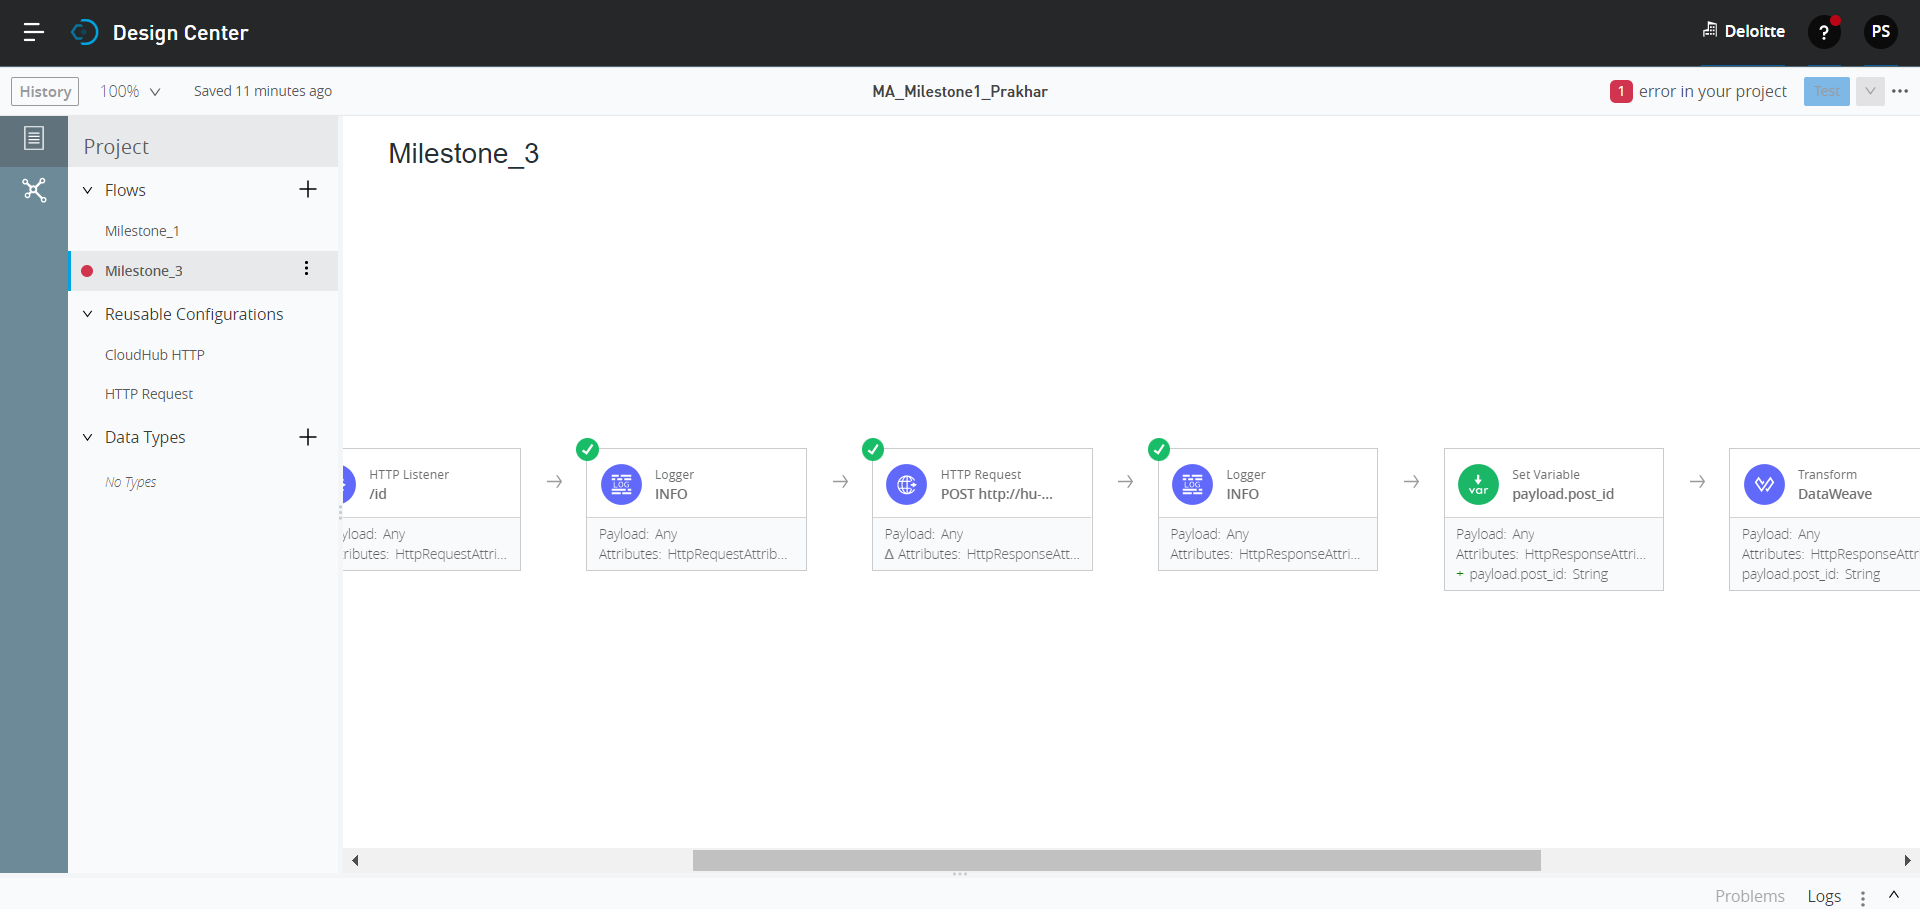 Design Center
Deloitte
?
PS
History
100%
Saved 11 minutes ago
MA_Milestone1_Prakhar
1 error in your project
Test
Project
Flows
Milestone_1
Milestone_3
Reusable Configurations
CloudHub HTTP
HTTP Request
Data Types
No Types
Milestone_3
HTTP Listener
/id
yload: Any
tributes: HttpRequestAttri...
LOG
Logger
INFO
Payload: Any
Attributes: HttpRequestAttrib...
HTTP Request
POST http://hu-...
Payload: Any
Δ Attributes: HttpResponseAtt...
LOG
Logger
INFO
Payload: Any
Attributes: HttpResponseAttri...
var
Set Variable
payload.post_id
Payload: Any
Attributes: HttpResponseAttri...
+ payload.post_id: String
Transform
DataWeave
Payload: Any
Attributes: HttpResponseAttr
payload.post_id: String
Problems
Logs